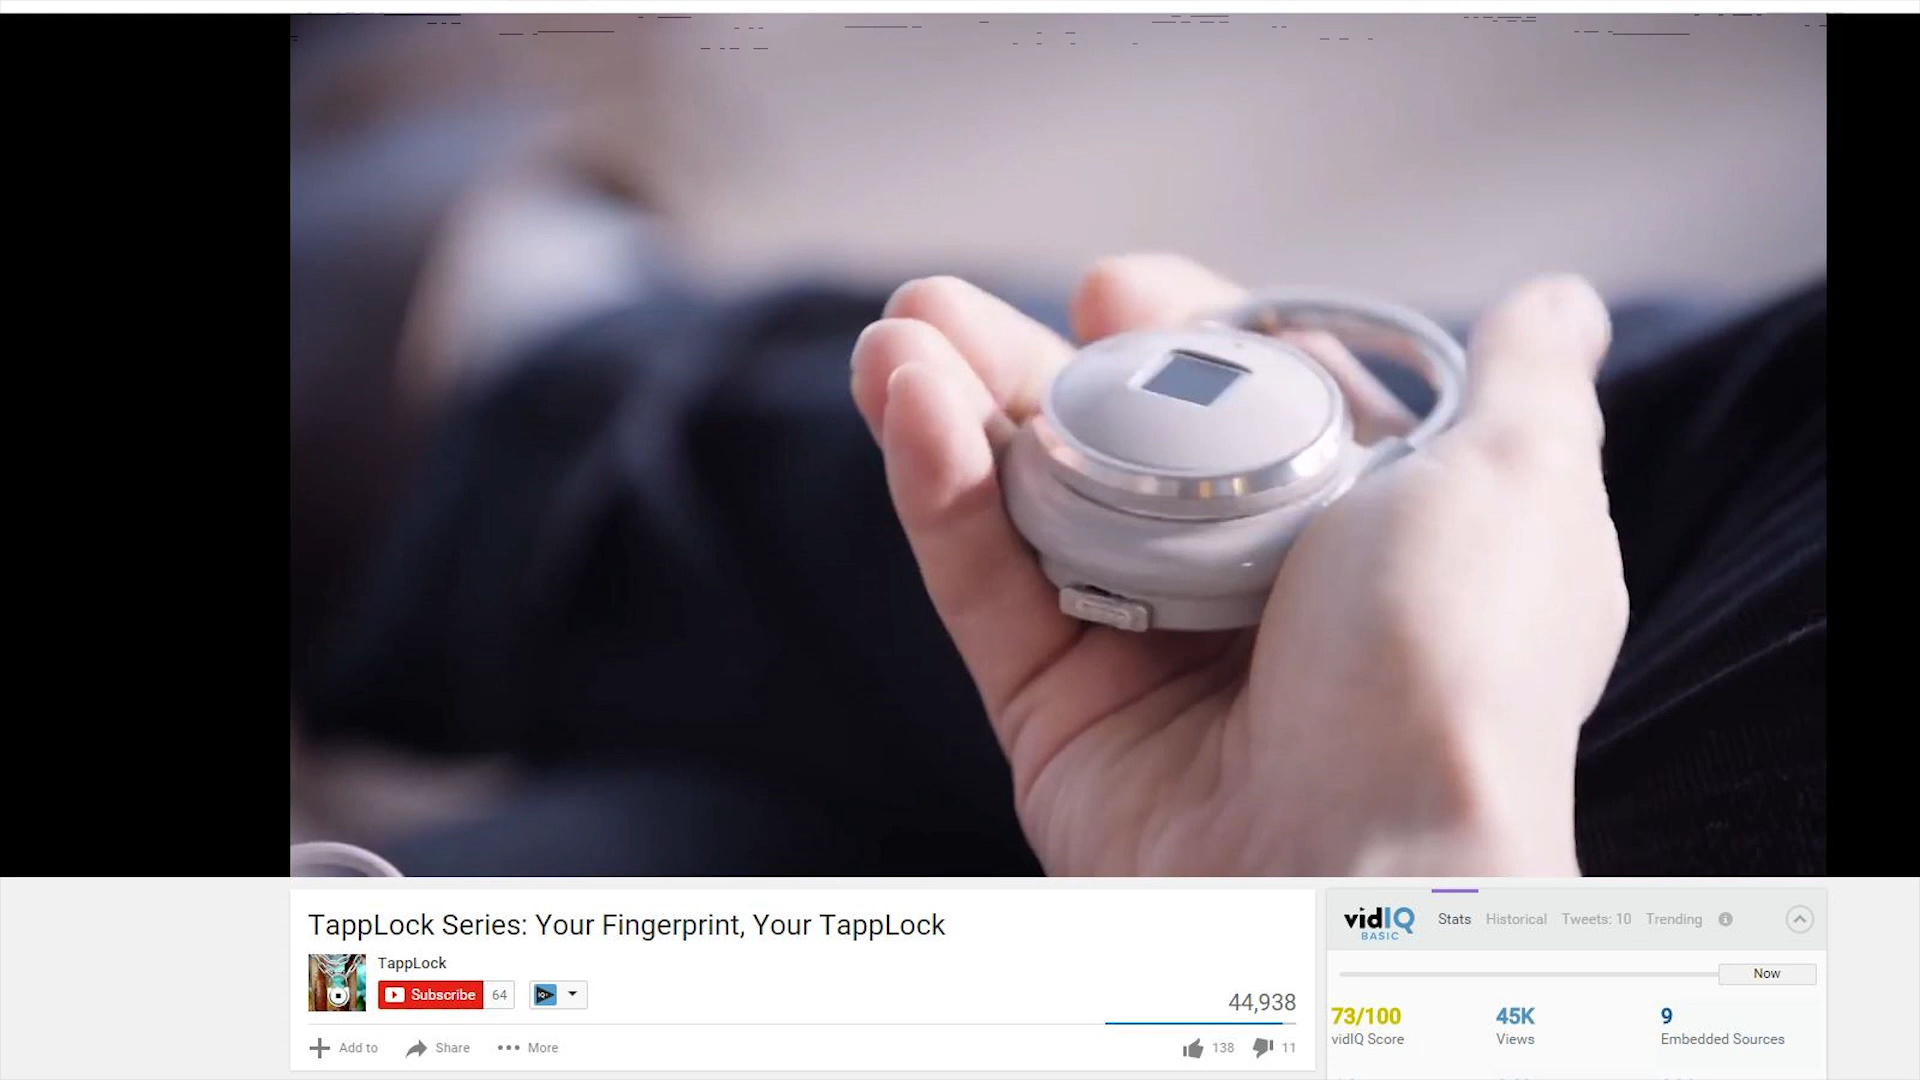 TappLock Series: Your Fingerprint, Your TappLock
TappLock
Subscribe 64
44,938
Add to Share More
138 11
vidIQ
BASIC
Stats Historical Tweets: 10 Trending
Now
73/100 45K 9
vidIQ Score Views Embedded Sources